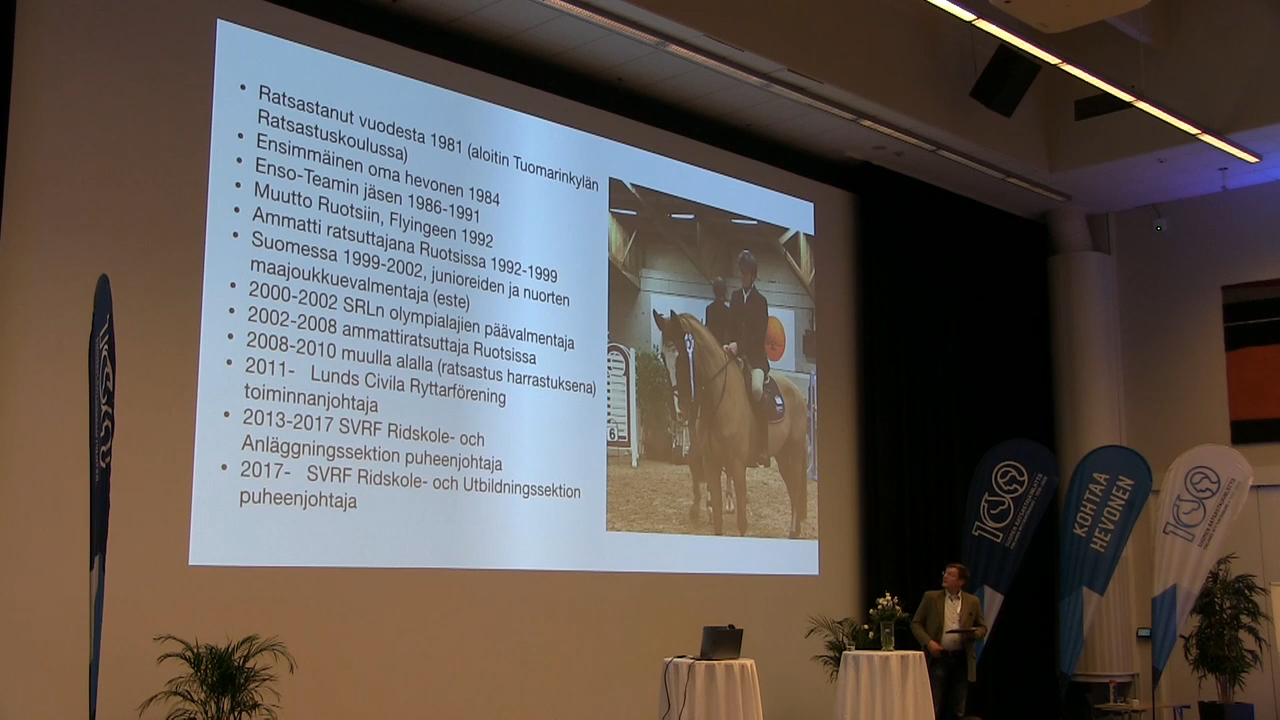 • Ratsastanut vuodesta 1981 (aloitin Tuomarinkylän
Ratsastuskoulussa)
• Ensimmäinen oma hevonen 1984
• Enso-Teamin jäsen 1986-1991
• Muutto Ruotsiin, Flyingeen 1992
• Ammatti ratsuttajana Ruotsissa 1992-1999
• Suomessa 1999-2002, junioreiden ja nuorten
maajoukkuevalmentaja (este)
• 2000-2002 SRLn olympialajien päävalmentaja
• 2002-2008 ammattiratsuttaja Ruotsissa
• 2008-2010 muulla alalla (ratsastus harrastuksena)
• 2011- Lunds Civila Ryttarförening
toiminnanjohtaja
• 2013-2017 SVRF Ridskole- och
Anläggningssektion puheenjohtaja
• 2017- SVRF Ridskole- och Utbildningssektion
puheenjohtaja
6
100
KOHTAA
HEVONEN
100